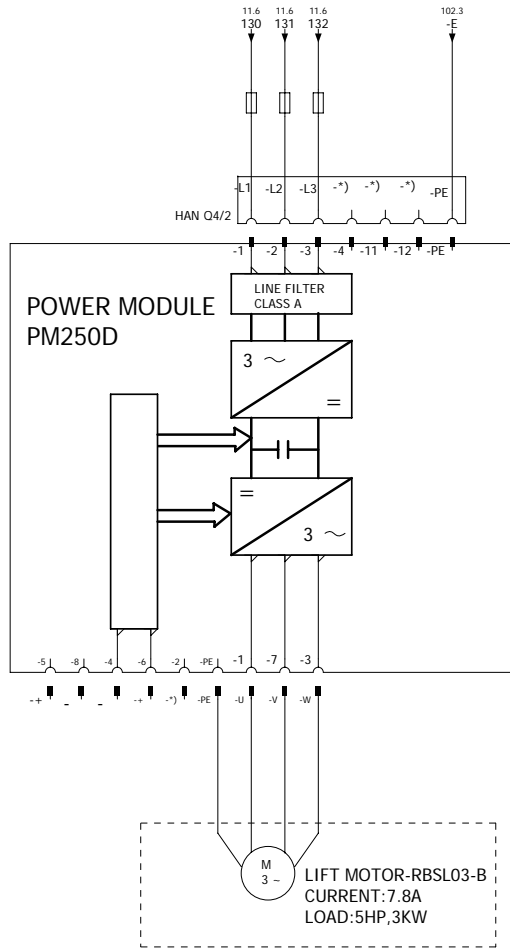 11.6 11.6 11.6 102.3
130 131 132 -E
-L1 -L2 -L3 -*) -*) -*) -PE
HAN Q4/2
-1 -2 -3 -4 -11 -12 -PE
LINE FILTER
CLASS A
POWER MODULE
PM250D
3 ~
=
=
3 ~
-5 -8 -4 -6 -2 -PE -1 -7 -3
-+ - - -+ -*) -PE -U -V -W
M
3 ~
LIFT MOTOR-RBSL03-B
CURRENT:7.8A
LOAD:5HP,3KW